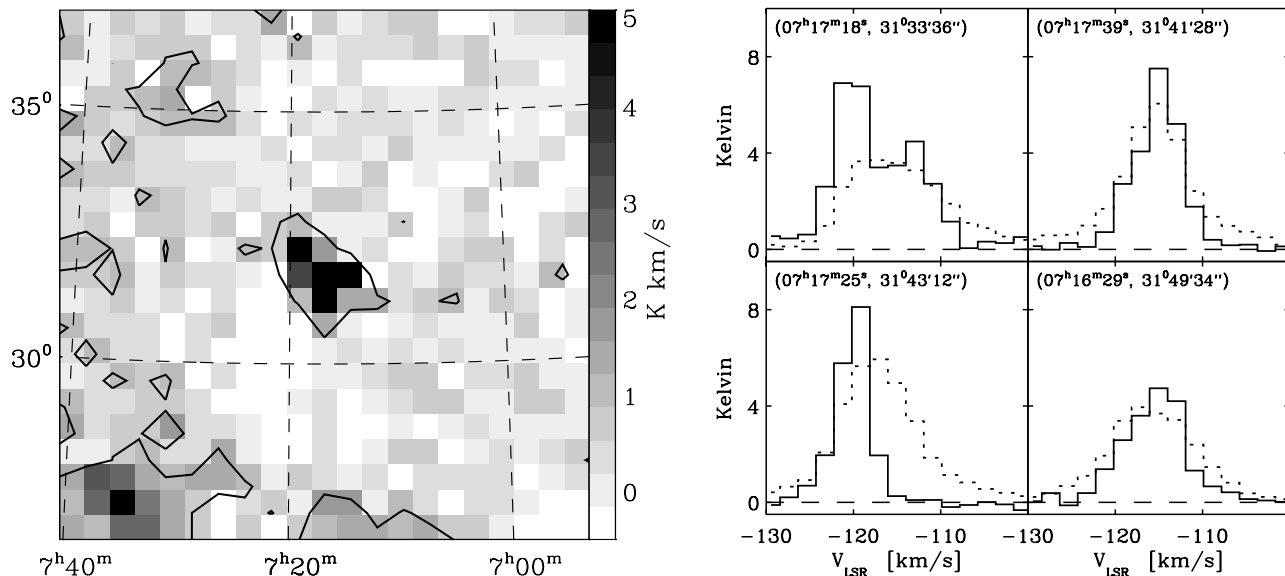 35⁰
30⁰
7ʰ40ᵐ 7ʰ20ᵐ 7ʰ00ᵐ
5
4
3
2
1
0
K km/s
(07ʰ17ᵐ18ˢ, 31⁰33'36'')
(07ʰ17ᵐ39ˢ, 31⁰41'28'')
8
4
0
Kelvin
(07ʰ17ᵐ25ˢ, 31⁰43'12'')
(07ʰ16ᵐ29ˢ, 31⁰49'34'')
8
4
0
Kelvin
-130 -120 -110
-130 -120 -110
V_LSR [km/s]
V_LSR [km/s]